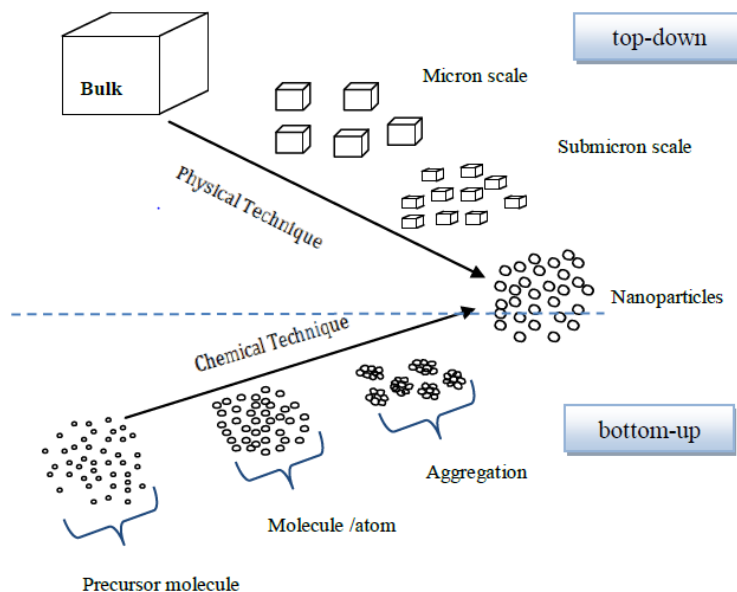 top-down
Bulk
Micron scale
Submicron scale
Physical Technique
Nanoparticles
Chemical Technique
bottom-up
Aggregation
Molecule /atom
Precursor molecule